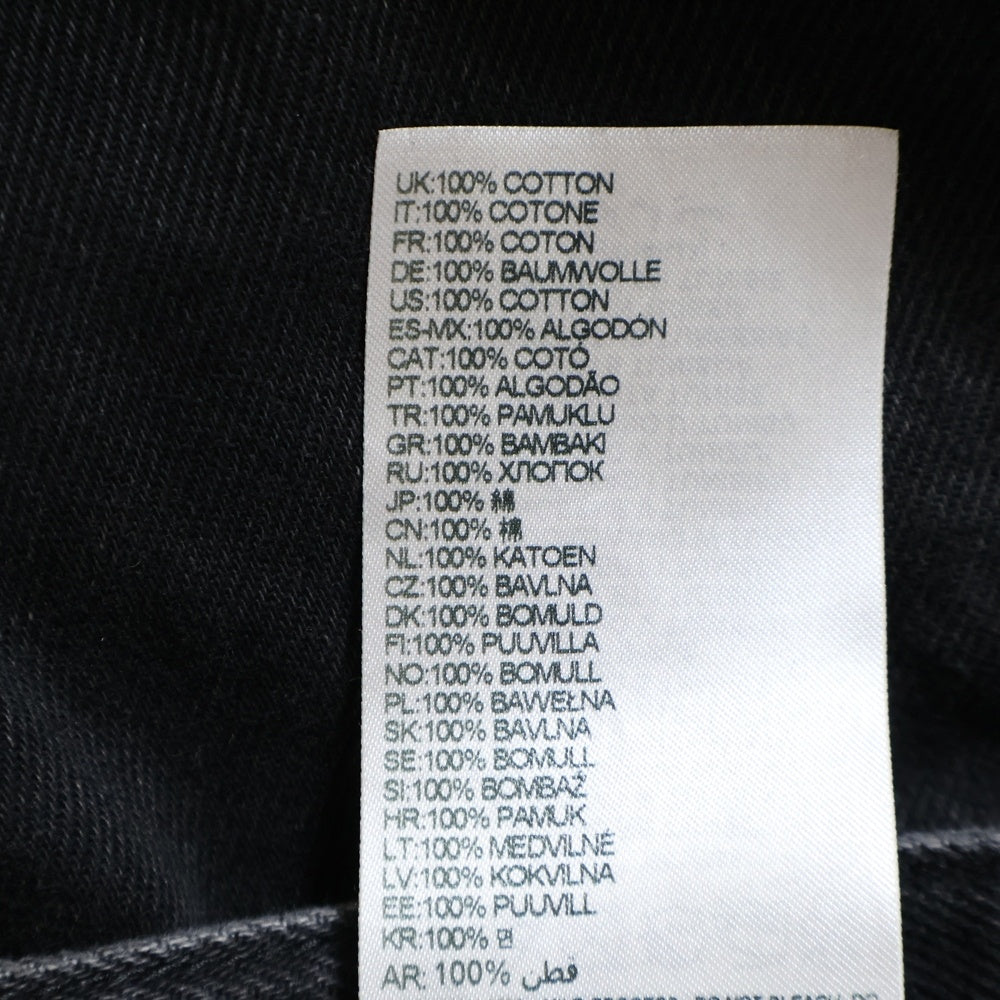 UK:100% COTTON
IT:100% COTONE
FR:100% COTON
DE:100% BAUMWOLLE
US:100% COTTON
ES-MX:100% ALGODÓN
CAT:100% COTÓ
PT:100% ALGODÃO
TR:100% PAMUKLU
GR:100% BAMBAKI
RU:100% ХЛОПОК
JP:100% 綿
CN:100% 棉
NL:100% KATOEN
CZ:100% BAVLNA
DK:100% BOMULD
FI:100% PUUVILLA
NO:100% BOMULL
PL:100% BAWEŁNA
SK:100% BAVLNA
SE:100% BOMULL
SI:100% BOMBAŽ
HR:100% PAMUK
LT:100% MEDVILNĖ
LV:100% KOKVILNA
EE:100% PUUVILL
KR:100% 면
AR: 100% قطن